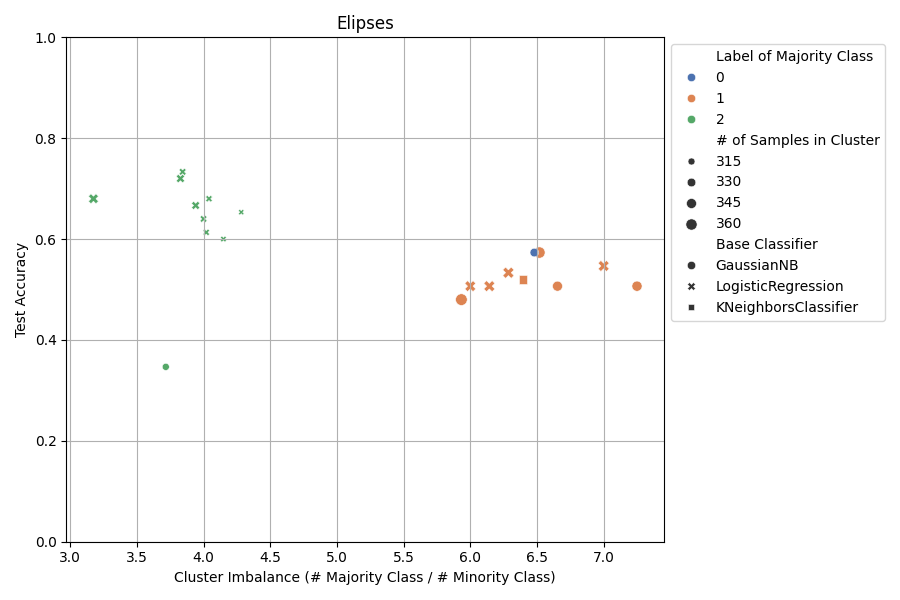 Elipses
Test Accuracy
1.0
0.8
0.6
0.4
0.2
0.0
3.0 3.5 4.0 4.5 5.0 5.5 6.0 6.5 7.0
Cluster Imbalance (# Majority Class / # Minority Class)
Label of Majority Class
0
1
2
# of Samples in Cluster
315
330
345
360
Base Classifier
GaussianNB
LogisticRegression
KNeighborsClassifier